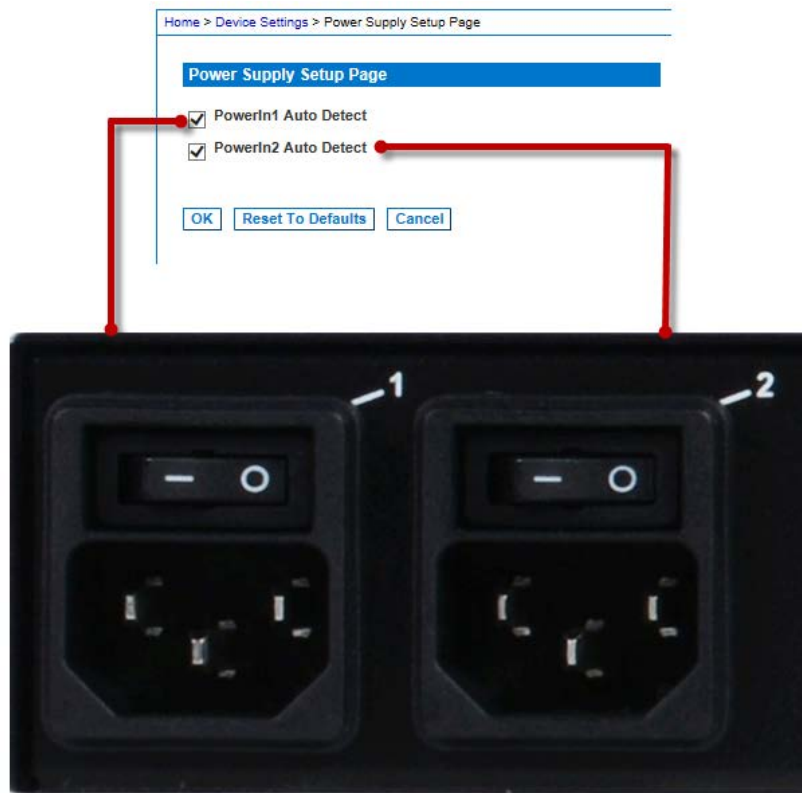 Home > Device Settings > Power Supply Setup Page
Power Supply Setup Page
PowerIn1 Auto Detect
PowerIn2 Auto Detect
OK Reset To Defaults Cancel
1 2
— O — O